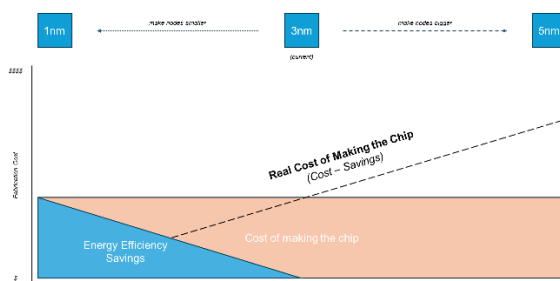 1nm
make nodes smaller
3nm
make nodes bigger
5nm
(current)
$$$$
Real Cost of Making the Chip
(Cost – Savings)
Fabrication Cost
Energy Efficiency
Savings
Cost of making the chip
$